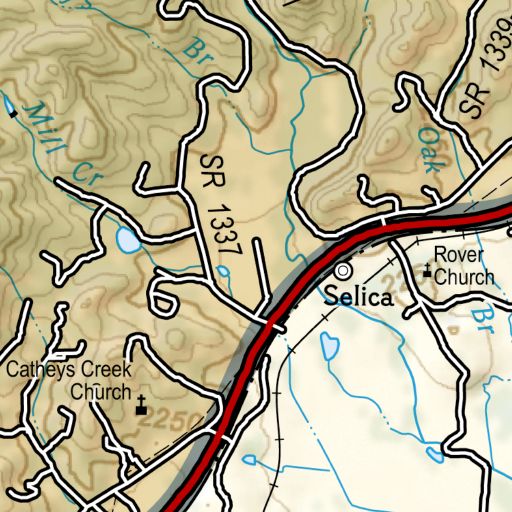 Br
SR 1339
Mill Cr
Oak
SR 1337
Rover
Church
Selica
Br
Catheys Creek
Church
2250